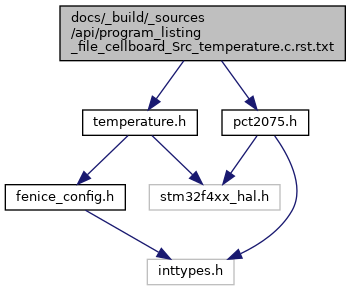 docs/_build/_sources
/api/program_listing
_file_cellboard_Src_temperature.c.rst.txt
temperature.h
pct2075.h
fenice_config.h
stm32f4xx_hal.h
inttypes.h